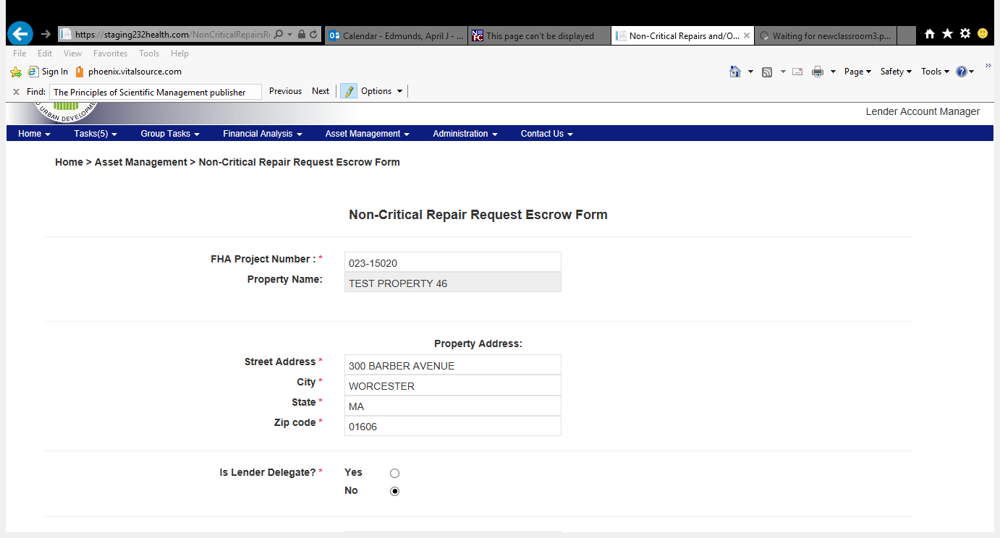 https://staging232health.com/NonCriticalRepairsR
Calendar - Edmunds, April J - ...
This page can't be displayed
Non-Critical Repairs and/O...
Waiting for newclassroom3.p...
File Edit View Favorites Tools Help
Sign In phoenix.vitalsource.com
Page Safety Tools
Find: The Principles of Scientific Management publisher Previous Next Options
URBAN DEVELOPME
Lender Account Manager
Home Tasks(5) Group Tasks Financial Analysis Asset Management Administration Contact Us
Home > Asset Management > Non-Critical Repair Request Escrow Form
Non-Critical Repair Request Escrow Form
FHA Project Number : * 023-15020
Property Name: TEST PROPERTY 46
Property Address:
Street Address * 300 BARBER AVENUE
City * WORCESTER
State * MA
Zip code * 01606
Is Lender Delegate? * Yes
No